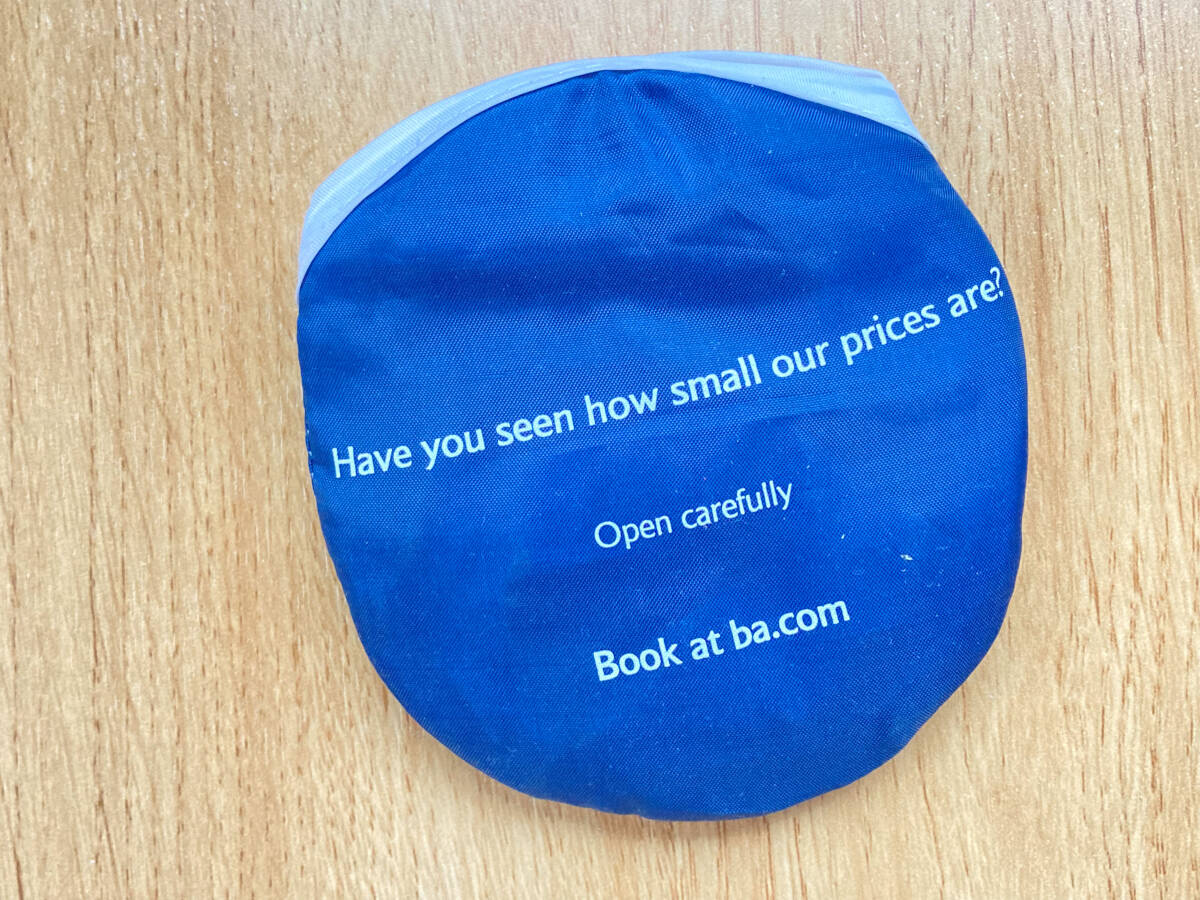 Have you seen how small our prices are?
Open carefully
Book at ba.com